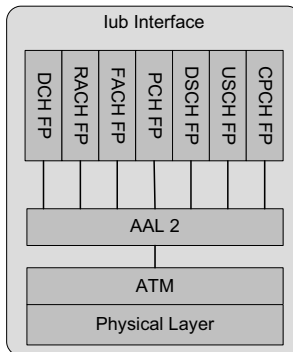 Iub Interface
DCH FP
RACH FP
FACH FP
PCH FP
DSCH FP
USCH FP
CPCH FP
AAL 2
ATM
Physical Layer